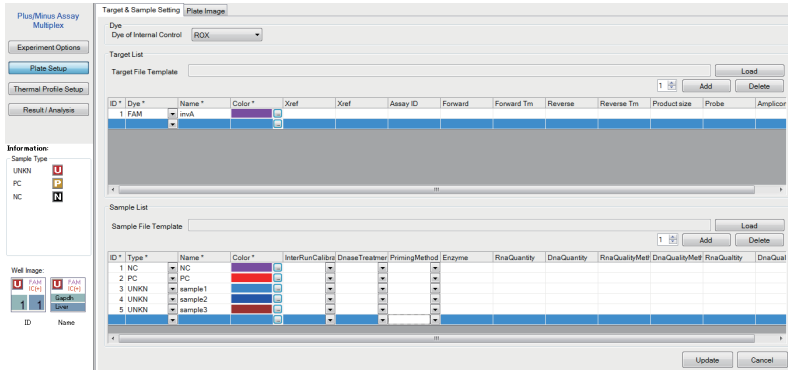 Plus/Minus Assay
Multiplex
Experiment Options
Plate Setup
Thermal Profile Setup
Result / Analysis
Information:
Sample Type
UNKN U
PC P
NC N
Well Image:
U FAM IC(+) U FAM IC(+)
1 1 Gapdh
Liver
ID Name
Target & Sample Setting Plate Image
Dye
Dye of Internal Control ROX
Target List
Target File Template Load
1 Add Delete
ID * Dye * Name * Color * Xref Xref Assay ID Forward Forward Tm Reverse Reverse Tm Product size Probe Amplicor
1 FAM invA
Sample List
Sample File Template Load
1 Add Delete
ID * Type * Name * Color * InterRunCalibra DnaseTreatmer PrimingMethod Enzyme RnaQuantity DnaQuantity RnaQualityMeth DnaQualityMeth RnaQualtity DnaQual
1 NC NC
2 PC PC
3 UNKN sample1
4 UNKN sample2
5 UNKN sample3
Update Cancel